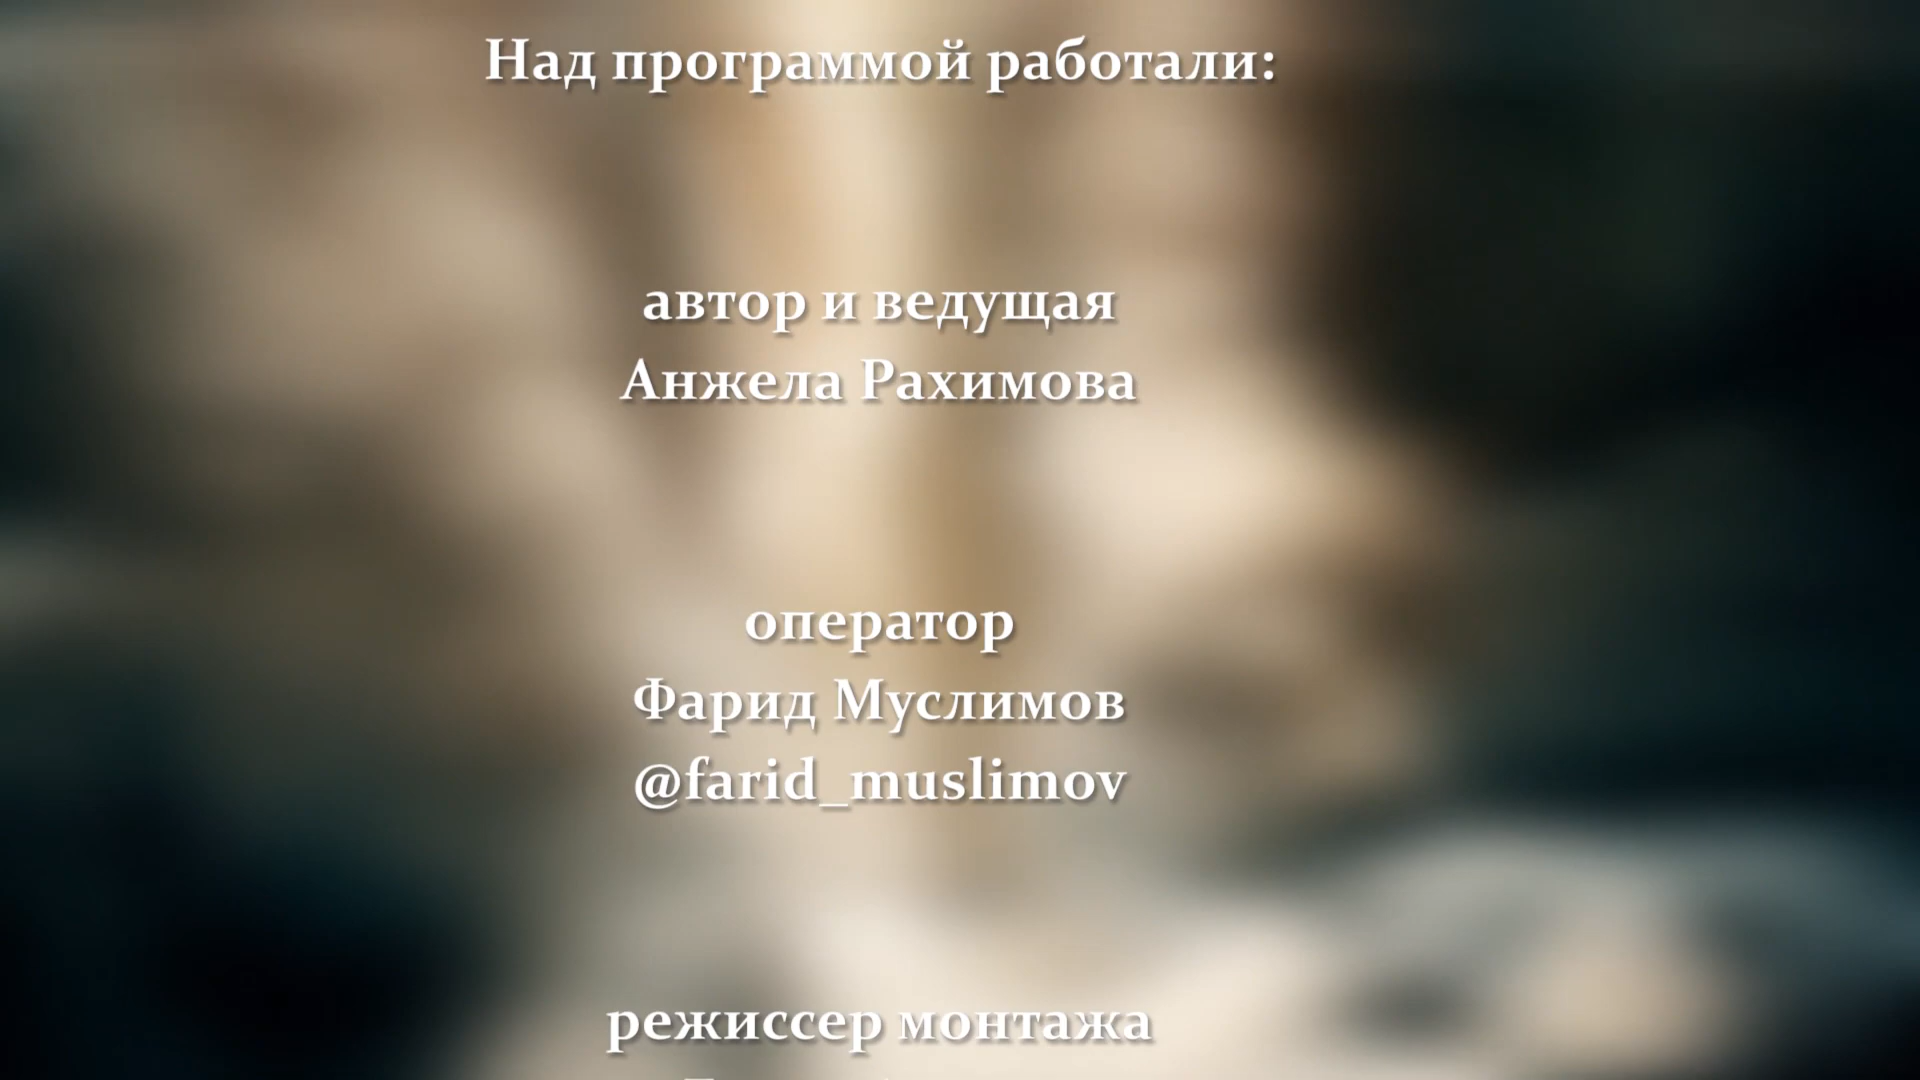 Над программой работали:
автор и ведущая
Анжела Рахимова
оператор
Фарид Муслимов
@farid_muslimov
режиссер монтажа